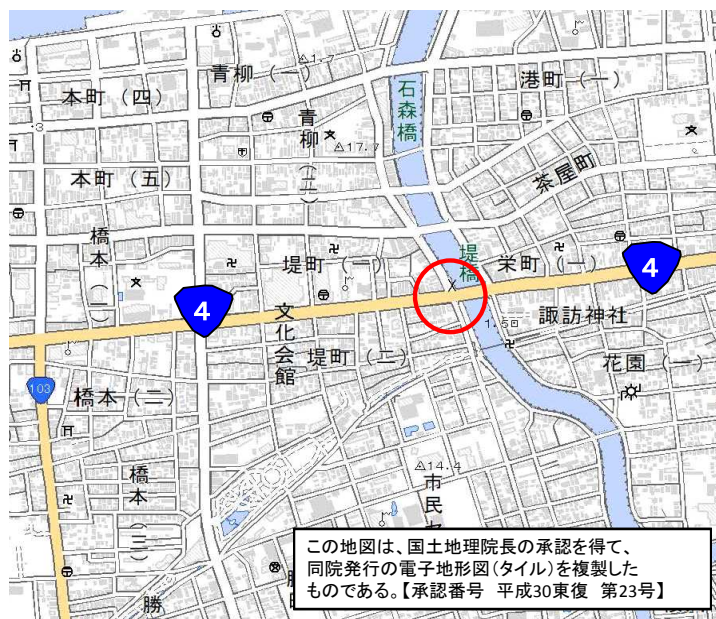 青柳（一）
1.7
港町（一）
本町（四）
石森橋
青柳（二）
.3
17.7
本町（五）
茶屋町
橋本（一）
堤町（一）
堤橋
栄町（一）
4
4
文化会館
1.5
諏訪神社
堤町（二）
花園（一）
103
橋本（二）
14.4
橋本（三）
市民セ
勝
この地図は、国土地理院長の承認を得て、
同院発行の電子地形図(タイル)を複製した
ものである。【承認番号　平成30東復　第23号】